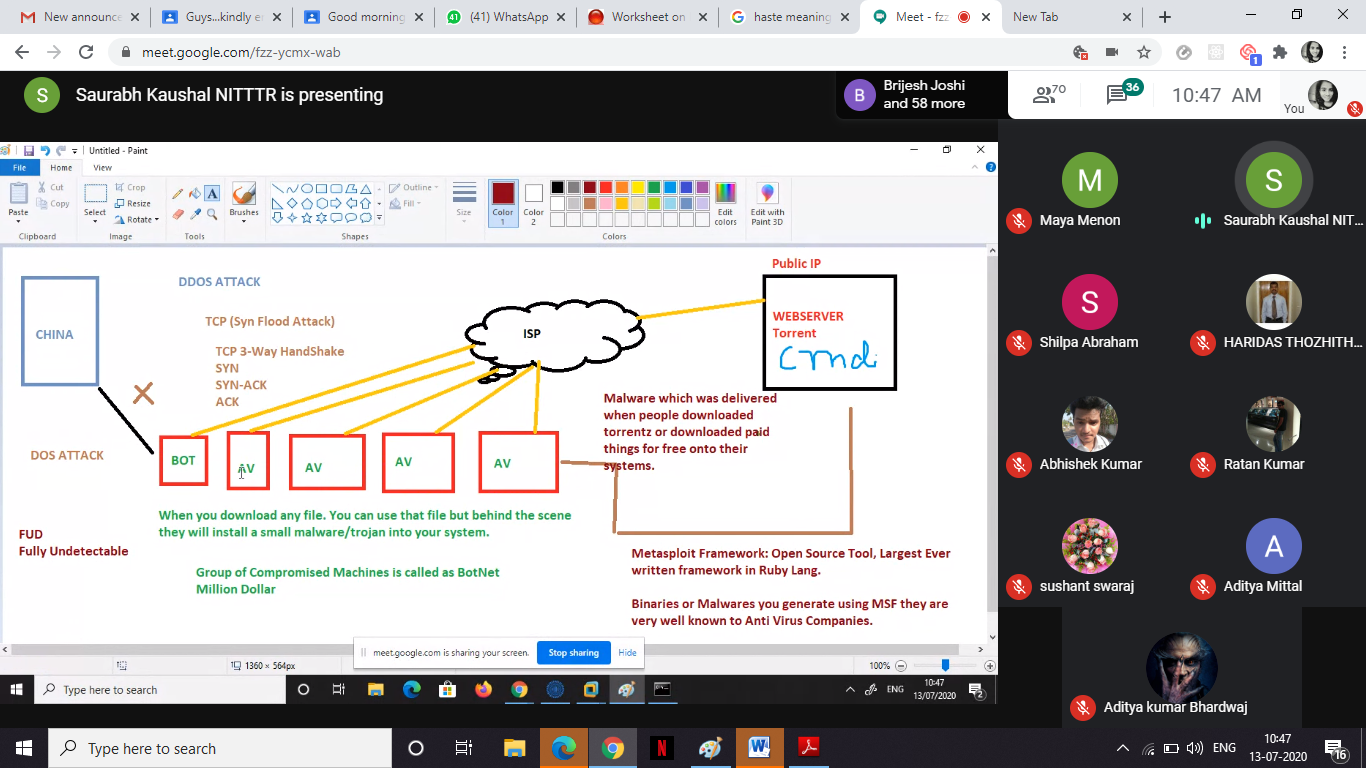 New announce
Guys...kindly e
Good morning
(41) WhatsApp
Worksheet on
haste meaning
Meet - fzz
New Tab
meet.google.com/fzz-ycmx-wab
1
S
Saurabh Kaushal NITTTR is presenting
B
Brijesh Joshi
and 58 more
70
36
10:47 AM
You
Untitled - Paint
File
Home
View
Paste
Cut
Copy
Clipboard
Select
Crop
Resize
Rotate
Image
A
Tools
Brushes
Outline
Fill
Shapes
Size
Color
1
Color
2
Edit
colors
Edit with
Paint 3D
Colors
Public IP
DDOS ATTACK
CHINA
TCP (Syn Flood Attack)
ISP
WEBSERVER
Torrent
cmd
TCP 3-Way HandShake
SYN
SYN-ACK
ACK
Malware which was delivered
when people downloaded
torrentz or downloaded paid
things for free onto their
systems.
DOS ATTACK
BOT
AV
AV
AV
AV
When you download any file. You can use that file but behind the scene
they will install a small malware/trojan into your system.
FUD
Fully Undetectable
Group of Compromised Machines is called as BotNet
Million Dollar
Metasploit Framework: Open Source Tool, Largest Ever
written framework in Ruby Lang.
Binaries or Malwares you generate using MSF they are
very well known to Anti Virus Companies.
meet.google.com is sharing your screen.
Stop sharing
Hide
1360 × 564px
100%
Type here to search
ENG
10:47
13/07/2020
2
M
Maya Menon
S
Saurabh Kaushal NIT...
S
Shilpa Abraham
HARIDAS THOZHITH...
Abhishek Kumar
Ratan Kumar
sushant swaraj
A
Aditya Mittal
Aditya kumar Bhardwaj
Type here to search
N
W
ENG
10:47
13-07-2020
16